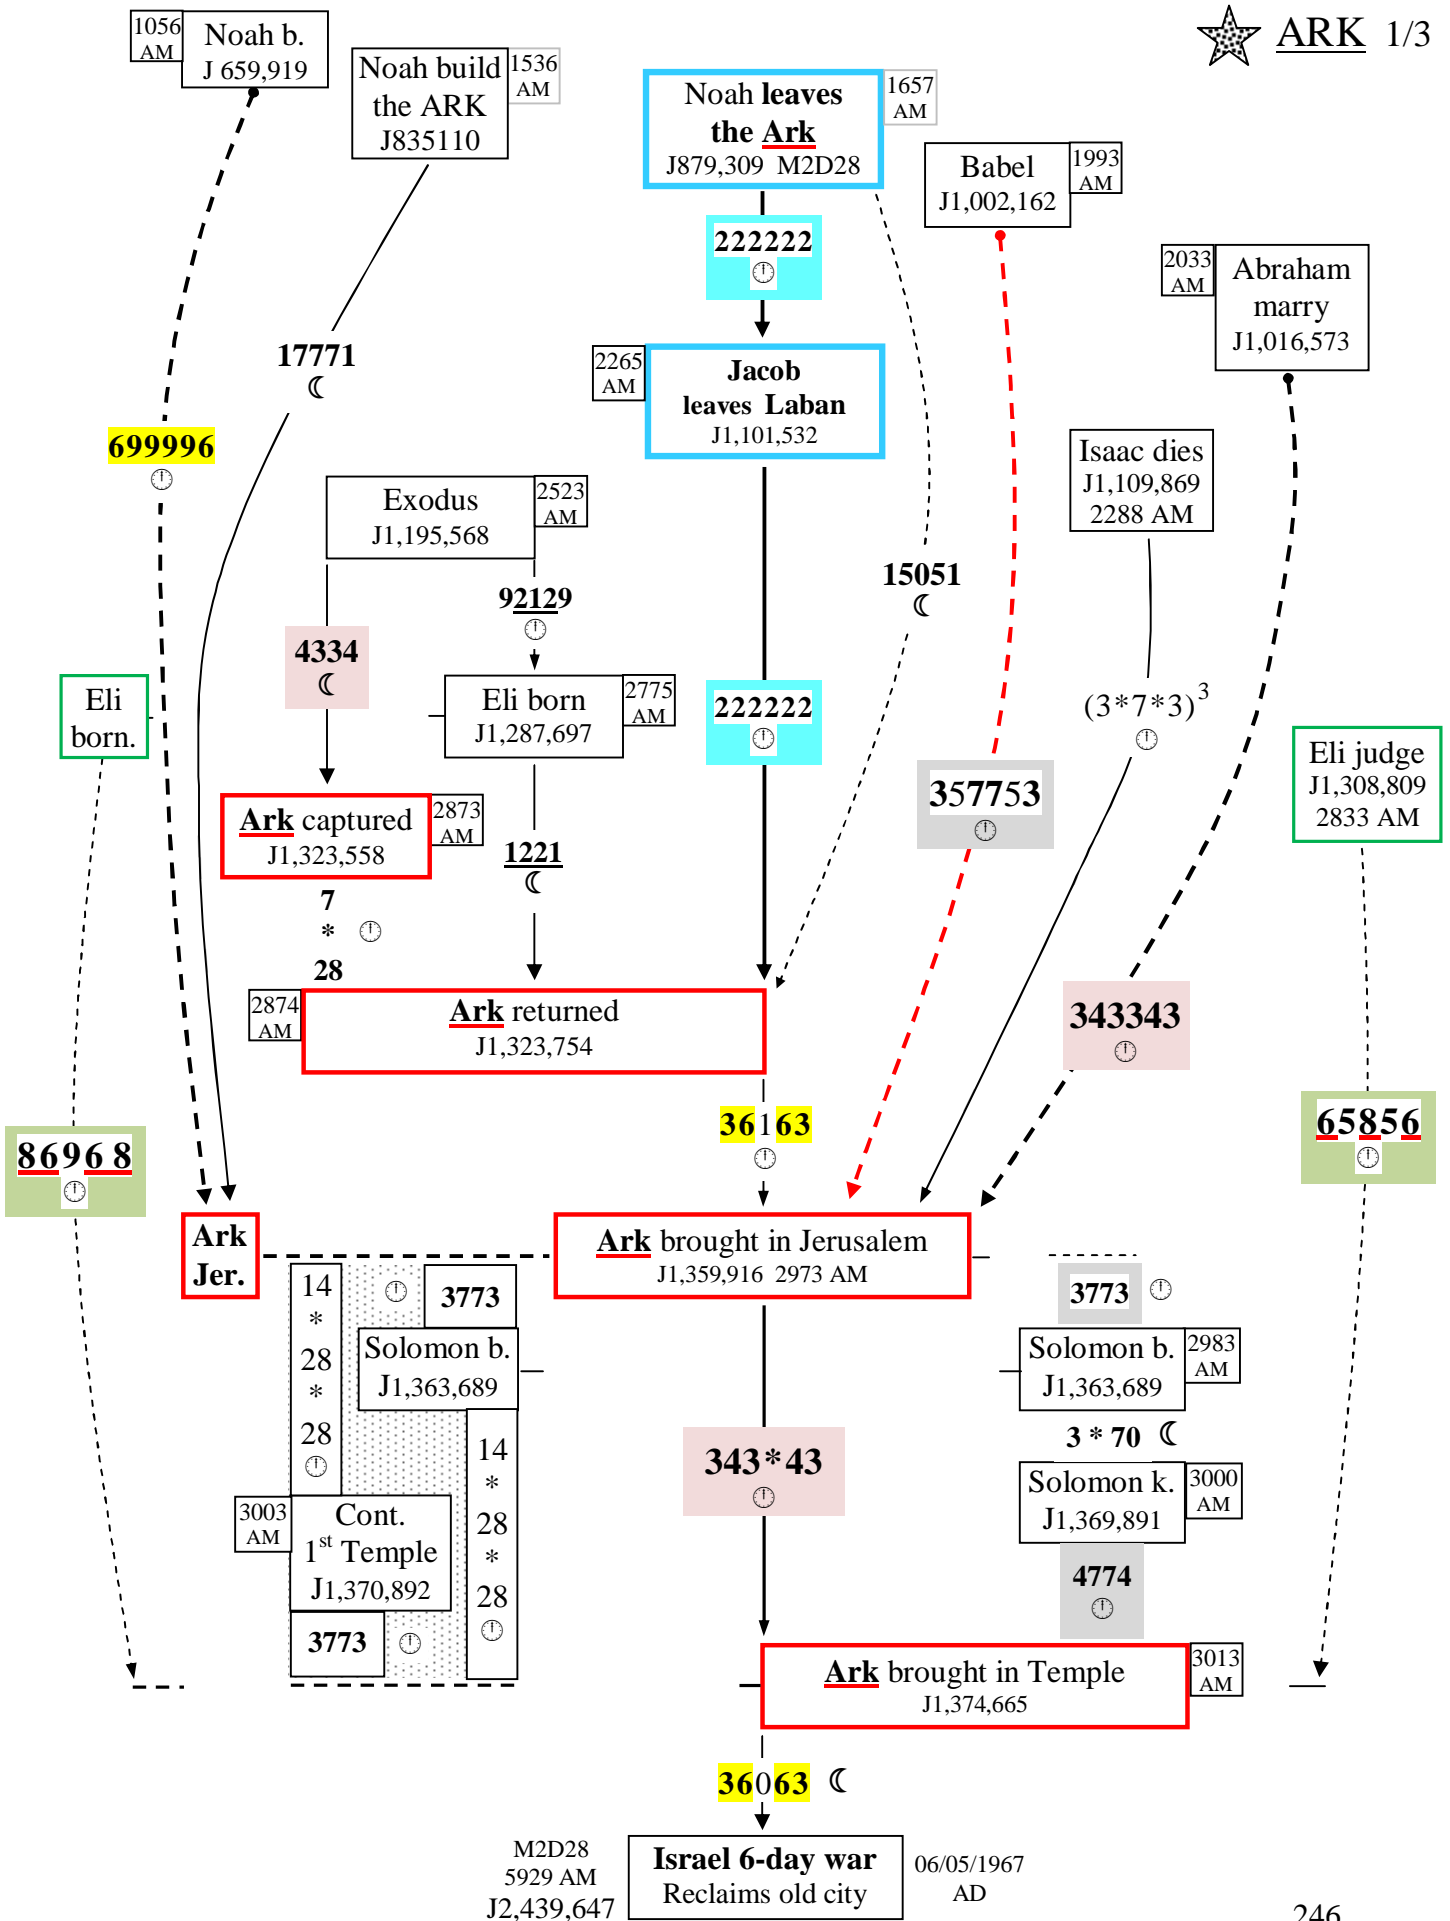 ARK 1/3
1056
AM
Noah b.
J 659,919
Noah build
the ARK
J835110
1536
AM
Noah leaves
the Ark
J879,309 M2D28
1657
AM
Babel
J1,002,162
1993
AM
222222
2033
AM
Abraham
marry
J1,016,573
17771
☾
2265
AM
Jacob
leaves Laban
J1,101,532
699996
Isaac dies
J1,109,869
2288 AM
Exodus
J1,195,568
2523
AM
92129
15051
☾
4334
☾
Eli
born.
Eli born
J1,287,697
2775
AM
222222
(3*7*3)3
Eli judge
J1,308,809
2833 AM
357753
Ark captured
J1,323,558
2873
AM
1221
☾
7
*
28
2874
AM
Ark returned
J1,323,754
343343
36163
86968
65856
Ark
Jer.
Ark brought in Jerusalem
J1,359,916 2973 AM
14
*
28
*
28
3773
Solomon b.
J1,363,689
3773
Solomon b.
J1,363,689
2983
AM
14
*
28
*
28
343*43
3 * 70 ☾
Solomon k.
J1,369,891
3000
AM
3003
AM
Cont.
1st Temple
J1,370,892
4774
3773
Ark brought in Temple
J1,374,665
3013
AM
36063 ☾
M2D28
5929 AM
J2,439,647
Israel 6-day war
Reclaims old city
06/05/1967
AD
246